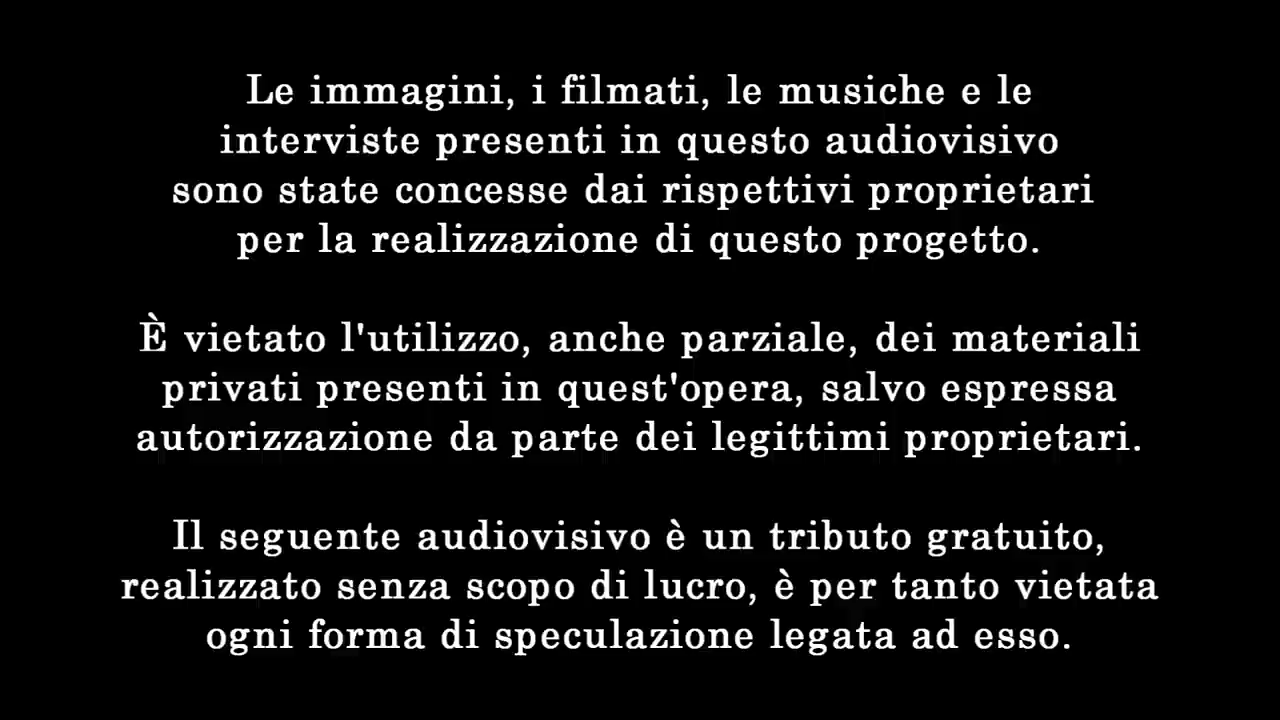 Le immagini, i filmati, le musiche e le
interviste presenti in questo audiovisivo
sono state concesse dai rispettivi proprietari
per la realizzazione di questo progetto.
È vietato l'utilizzo, anche parziale, dei materiali
privati presenti in quest'opera, salvo espressa
autorizzazione da parte dei legittimi proprietari.
Il seguente audiovisivo è un tributo gratuito,
realizzato senza scopo di lucro, è per tanto vietata
ogni forma di speculazione legata ad esso.